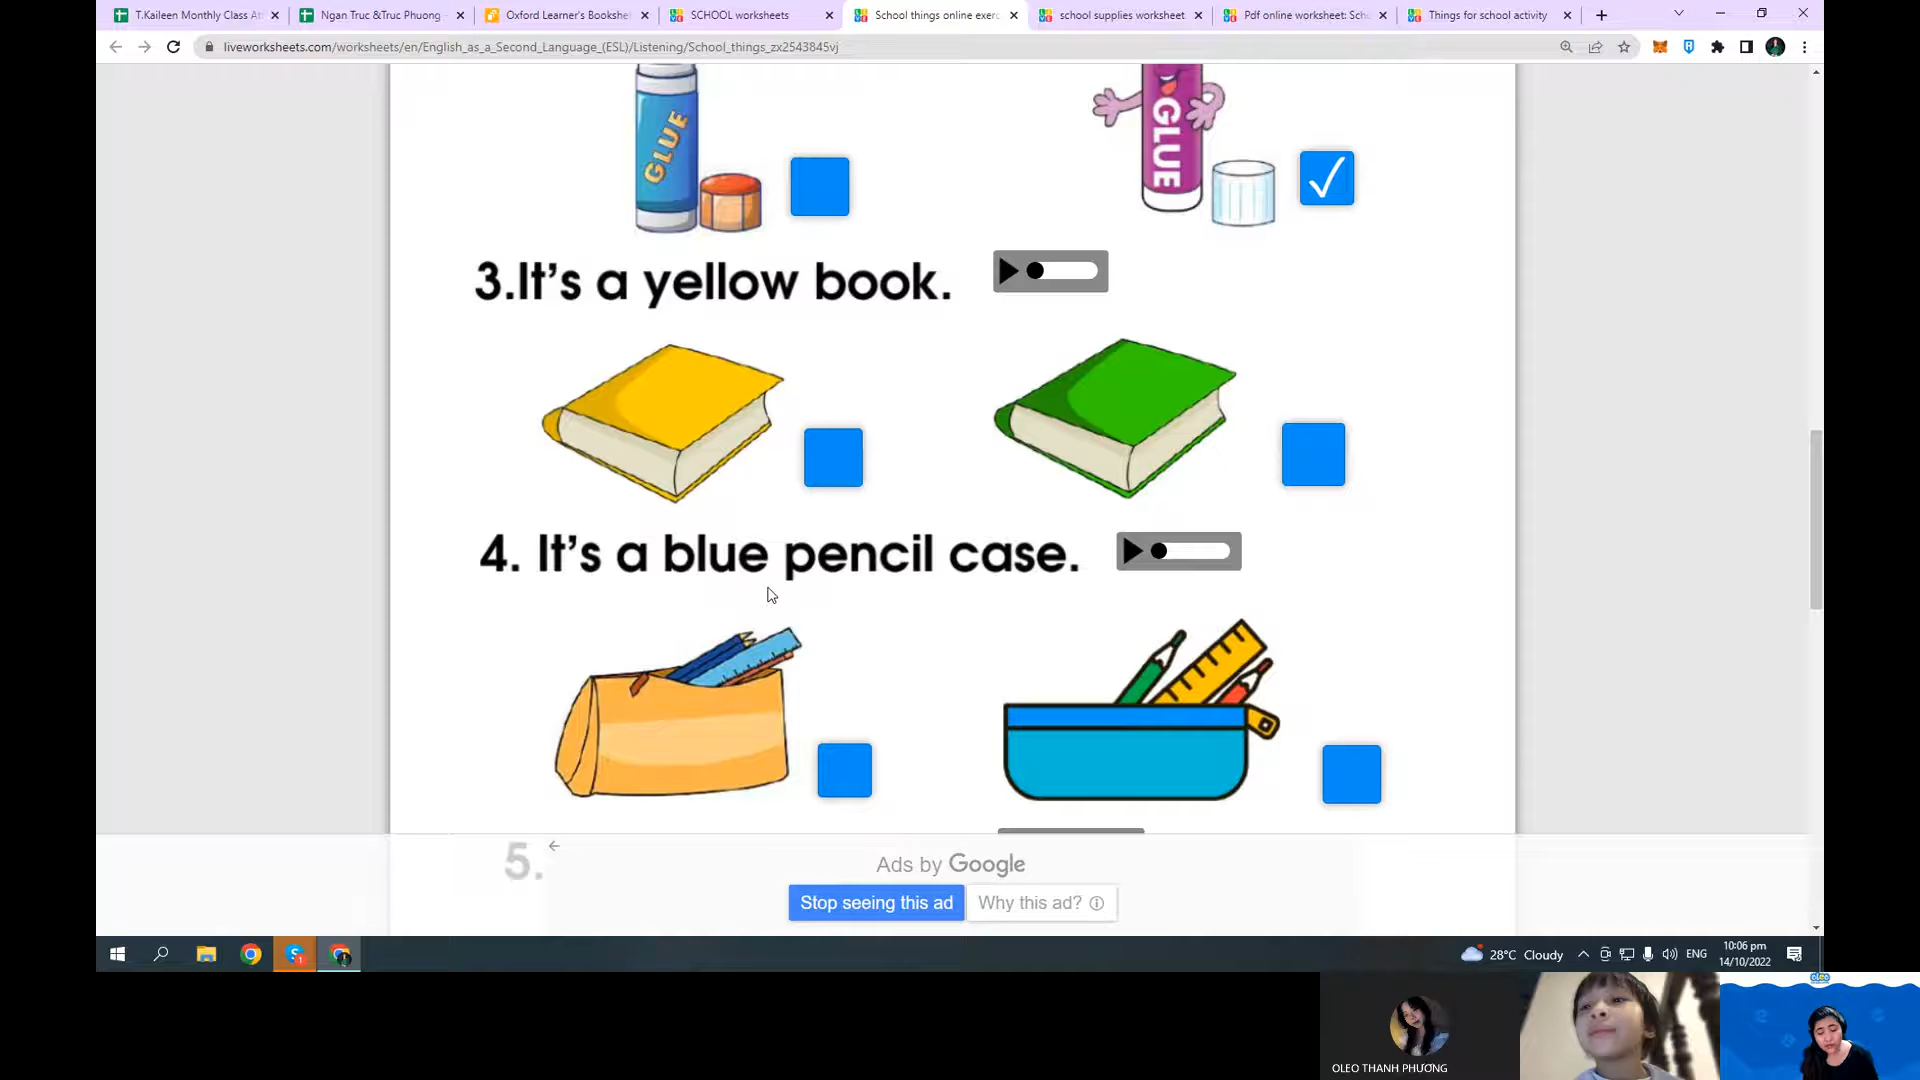 T.Kaileen Monthly Class At
Ngan Truc &Truc Phuong -
Oxford Learner's Bookshe
SCHOOL worksheets
School things online exerc
school supplies worksheet
Pdf online worksheet: Sch
Things for school activity
liveworksheets.com/worksheets/en/English_as_a_Second_Language_(ESL)/Listening/School_things_zx2543845vj
GLUE
GLUE
3.It's a yellow book.
4. It's a blue pencil case.
5.
Ads by Google
Stop seeing this ad
Why this ad?
28°C Cloudy
ENG
10:06 pm
14/10/2022
OLEO THANH PHƯƠNG
oleo